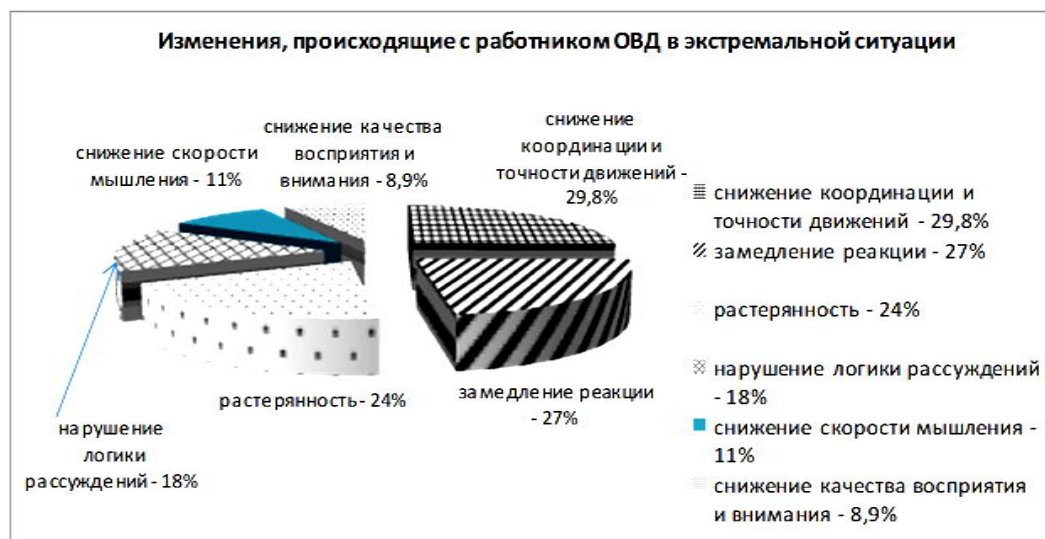 Изменения, происходящие с работником ОВД в экстремальной ситуации
снижение качества
восприятия и
внимания - 8,9%
снижение
координации и
точности движений -
29,8%
снижение скорости
мышления - 11%
растерянность - 24%
замедление реакции
- 27%
нарушение
логики
рассуждений - 18%
снижение координации и
точности движений - 29,8%
замедление реакции - 27%
растерянность - 24%
нарушение логики рассуждений
- 18%
снижение скорости мышления -
11%
снижение качества восприятия
и внимания - 8,9%